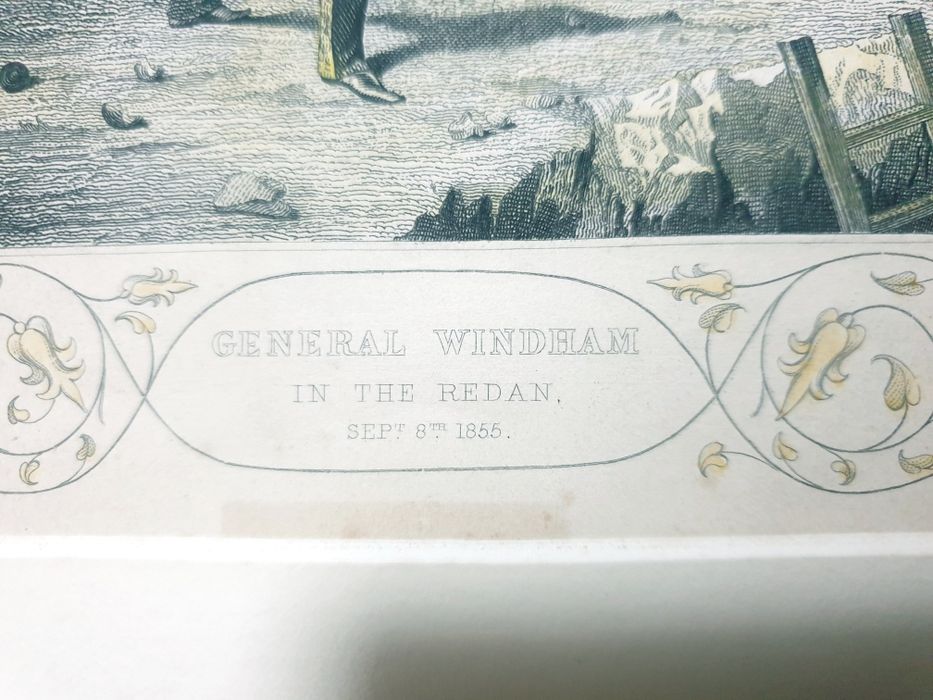 GENERAL WINDHAM
IN THE REDAN,
SEPT. 8TH 1855.